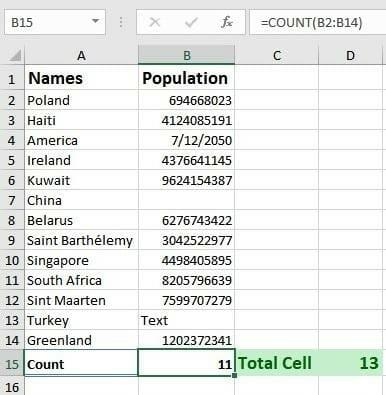 B15 fx =COUNT(B2:B14)
A B C D
1 Names Population
2 Poland 694668023
3 Haiti 4124085191
4 America 7/12/2050
5 Ireland 4376641145
6 Kuwait 9624154387
7 China
8 Belarus 6276743422
9 Saint Barthélemy 3042522977
10 Singapore 4498405895
11 South Africa 8205796639
12 Sint Maarten 7599707279
13 Turkey Text
14 Greenland 1202372341
15 Count 11 Total Cell 13
16